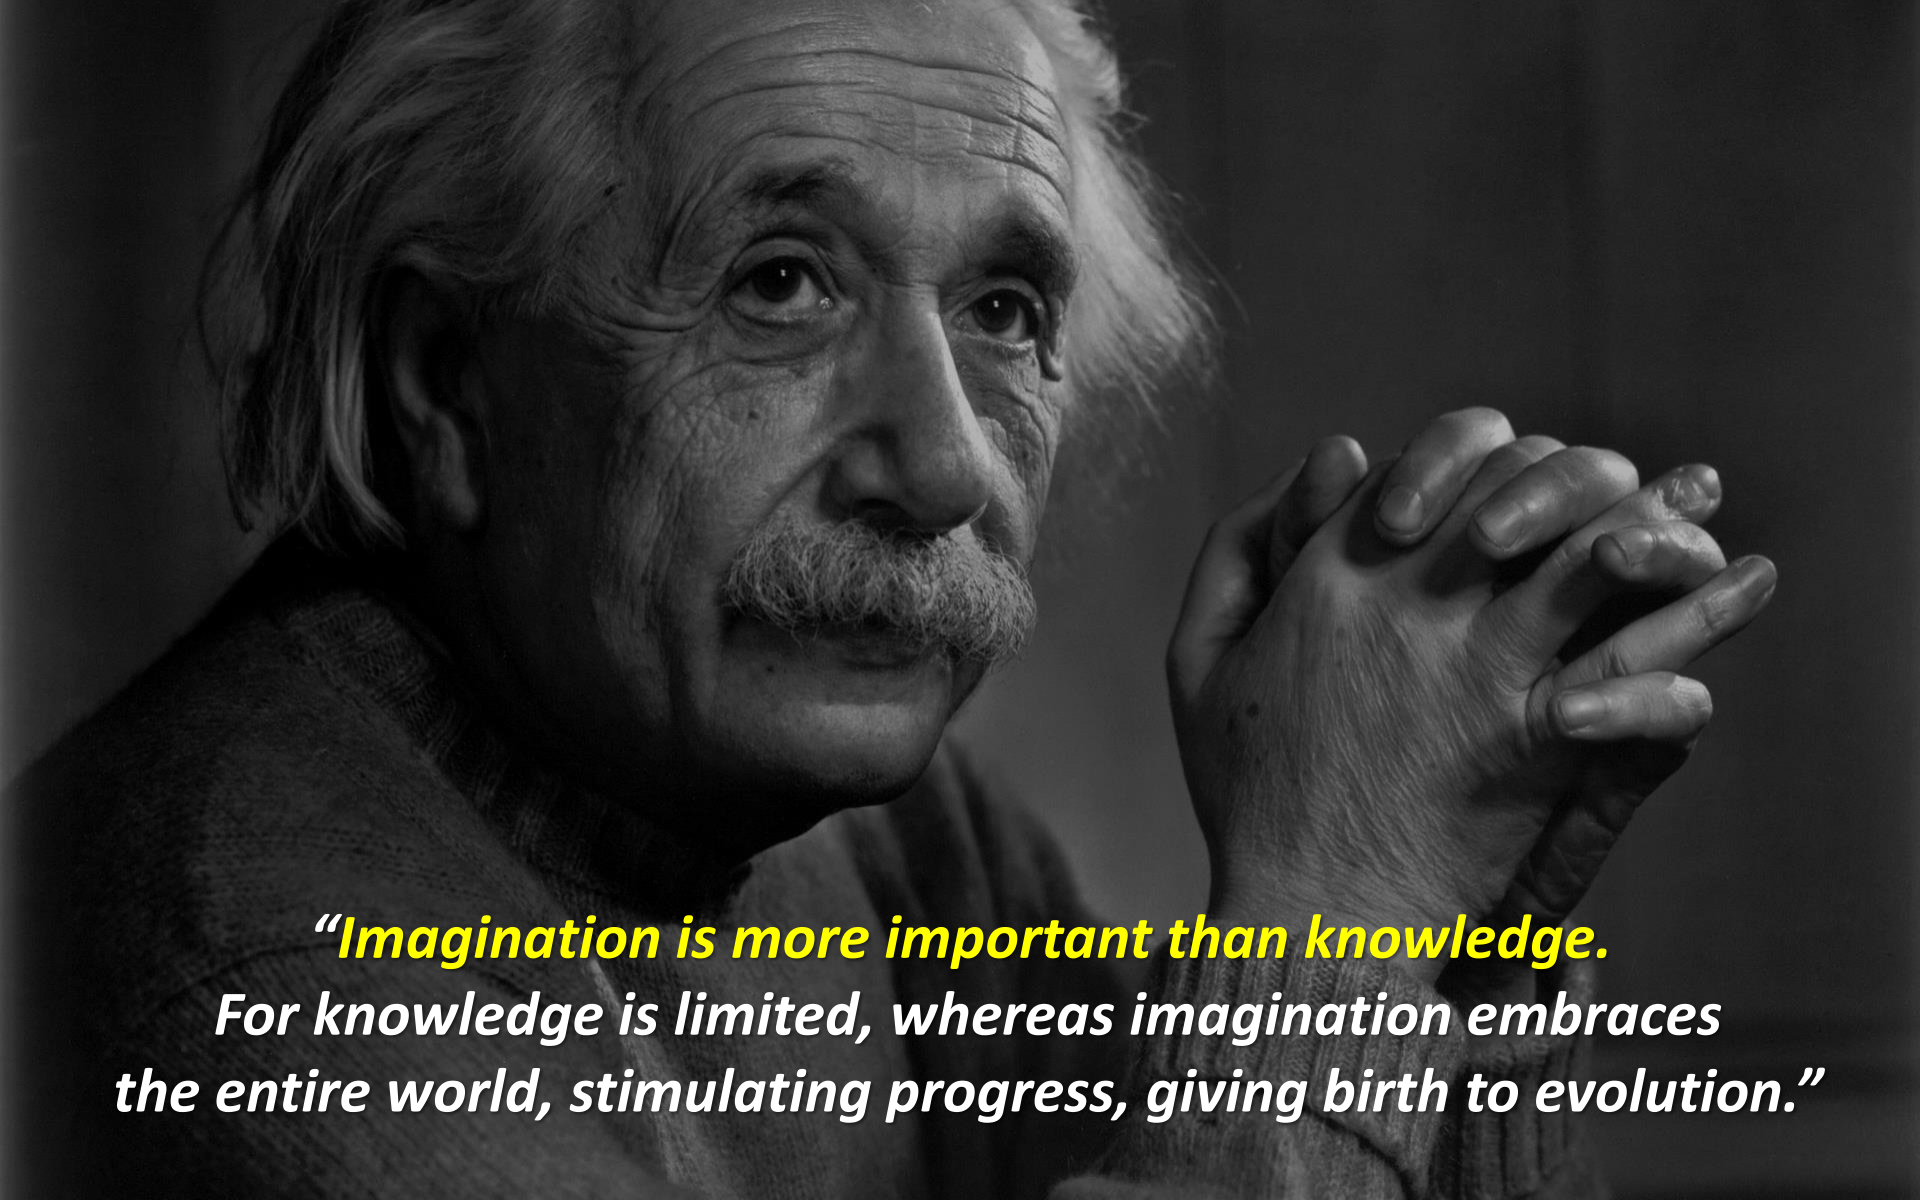 “Imagination is more important than knowledge.
For knowledge is limited, whereas imagination embraces
the entire world, stimulating progress, giving birth to evolution.”